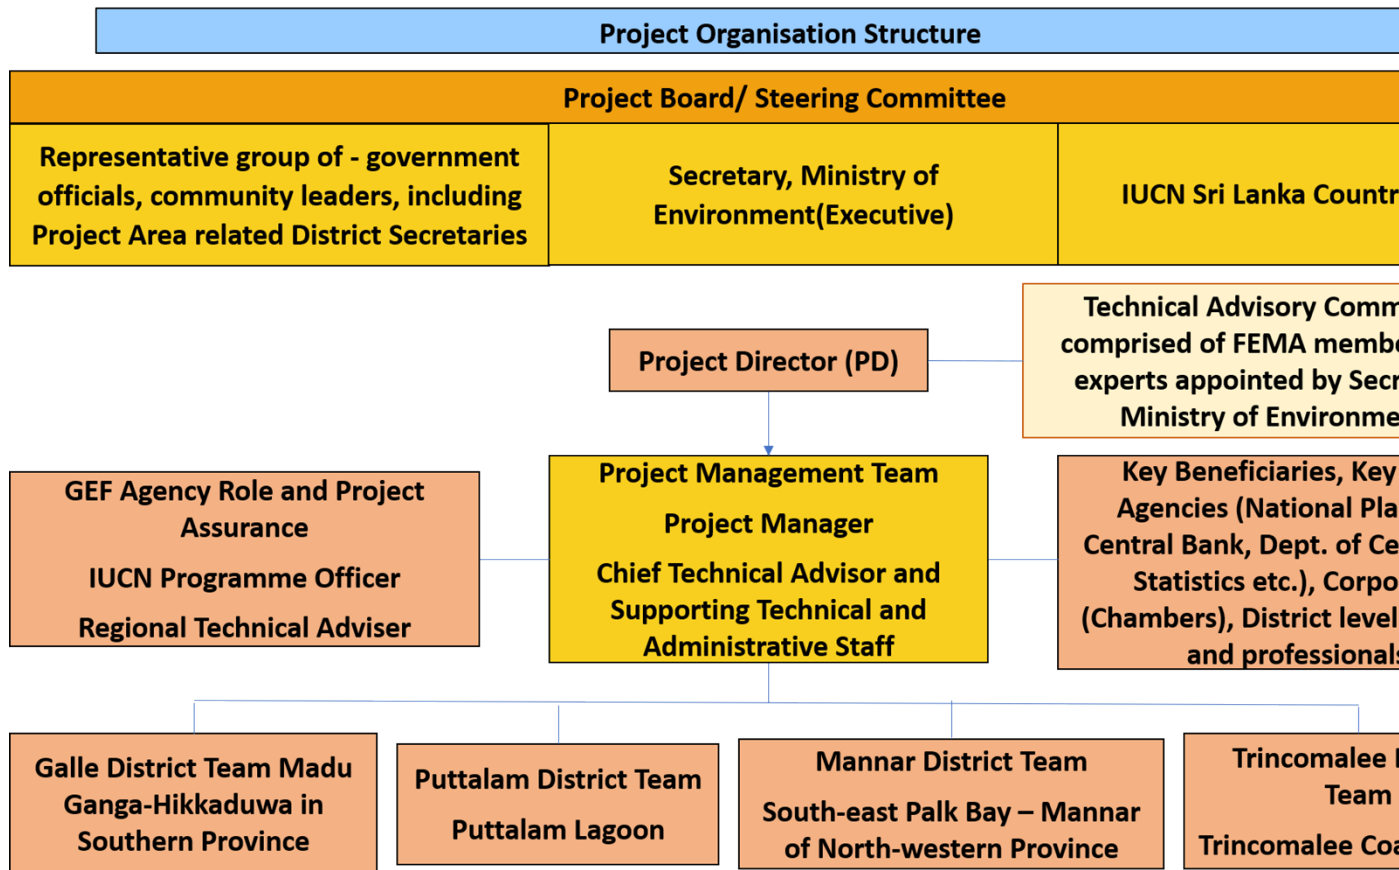 Project Organisation Structure
Project Board/ Steering Committee
Representative group of - government
officials, community leaders, including
Project Area related District Secretaries
Secretary, Ministry of
Environment(Executive)
IUCN Sri Lanka
Technical Advisory
comprised of FEMA
experts appointed by
Ministry of
Project Director (PD)
GEF Agency Role and Project
Assurance
IUCN Programme Officer
Regional Technical Adviser
Project Management Team
Project Manager
Chief Technical Advisor and
Supporting Technical and
Administrative Staff
Key Beneficiaries, Key
Agencies (National
Central Bank, Dept. of
Statistics etc.),
(Chambers), District level
and
Galle District Team Madu
Ganga-Hikkaduwa in
Southern Province
Puttalam District Team
Puttalam Lagoon
Mannar District Team
South-east Palk Bay – Mannar
of North-western Province
Trincomalee
Team
Trincomalee